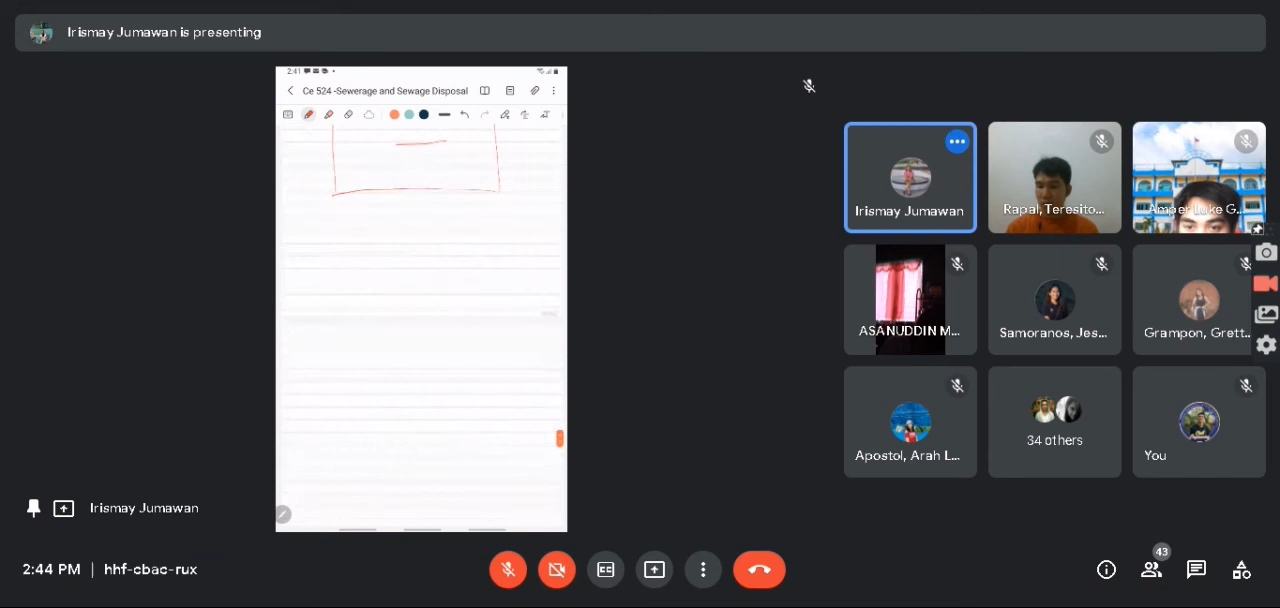 Irismay Jumawan is presenting
2:41
Ce 524 -Sewerage and Sewage Disposal
Irismay Jumawan
Rapal, Teresito...
Amper Luke G...
ASANUDDIN M...
Samoranos, Jes...
Grampon, Grett...
Apostol, Arah L...
34 others
You
Irismay Jumawan
2:44 PM | hhf-cbac-rux
43